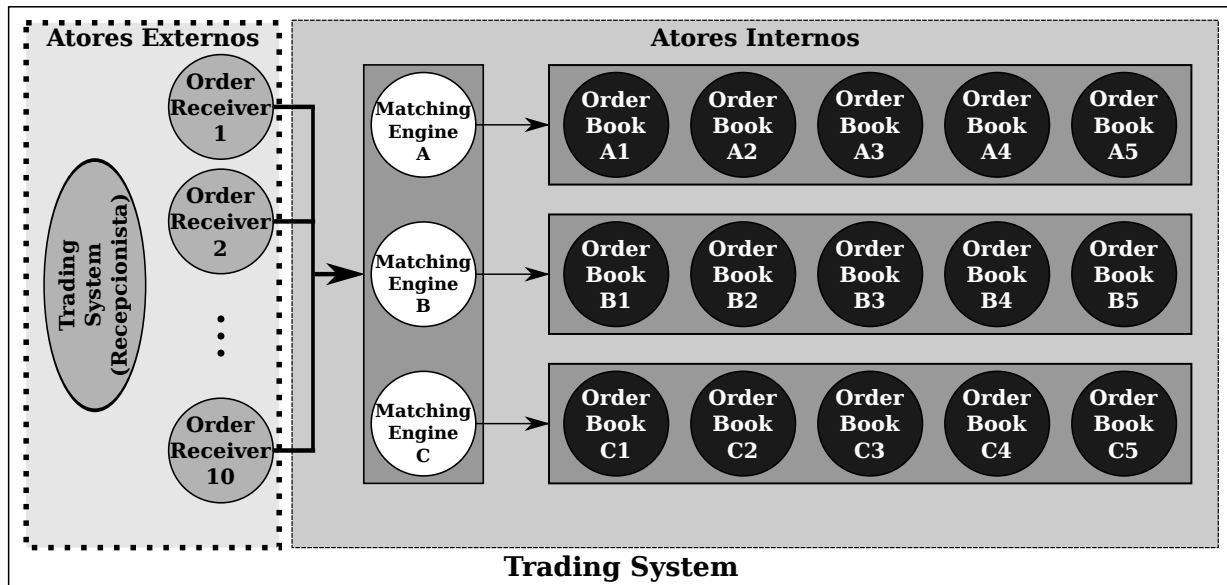 Atores Externos
Atores Internos
Trading
System
(Recepcionista)
Order
Receiver
1
Order
Receiver
2
Order
Receiver
10
Matching
Engine
A
Matching
Engine
B
Matching
Engine
C
Order
Book
A1
Order
Book
A2
Order
Book
A3
Order
Book
A4
Order
Book
A5
Order
Book
B1
Order
Book
B2
Order
Book
B3
Order
Book
B4
Order
Book
B5
Order
Book
C1
Order
Book
C2
Order
Book
C3
Order
Book
C4
Order
Book
C5
Trading System